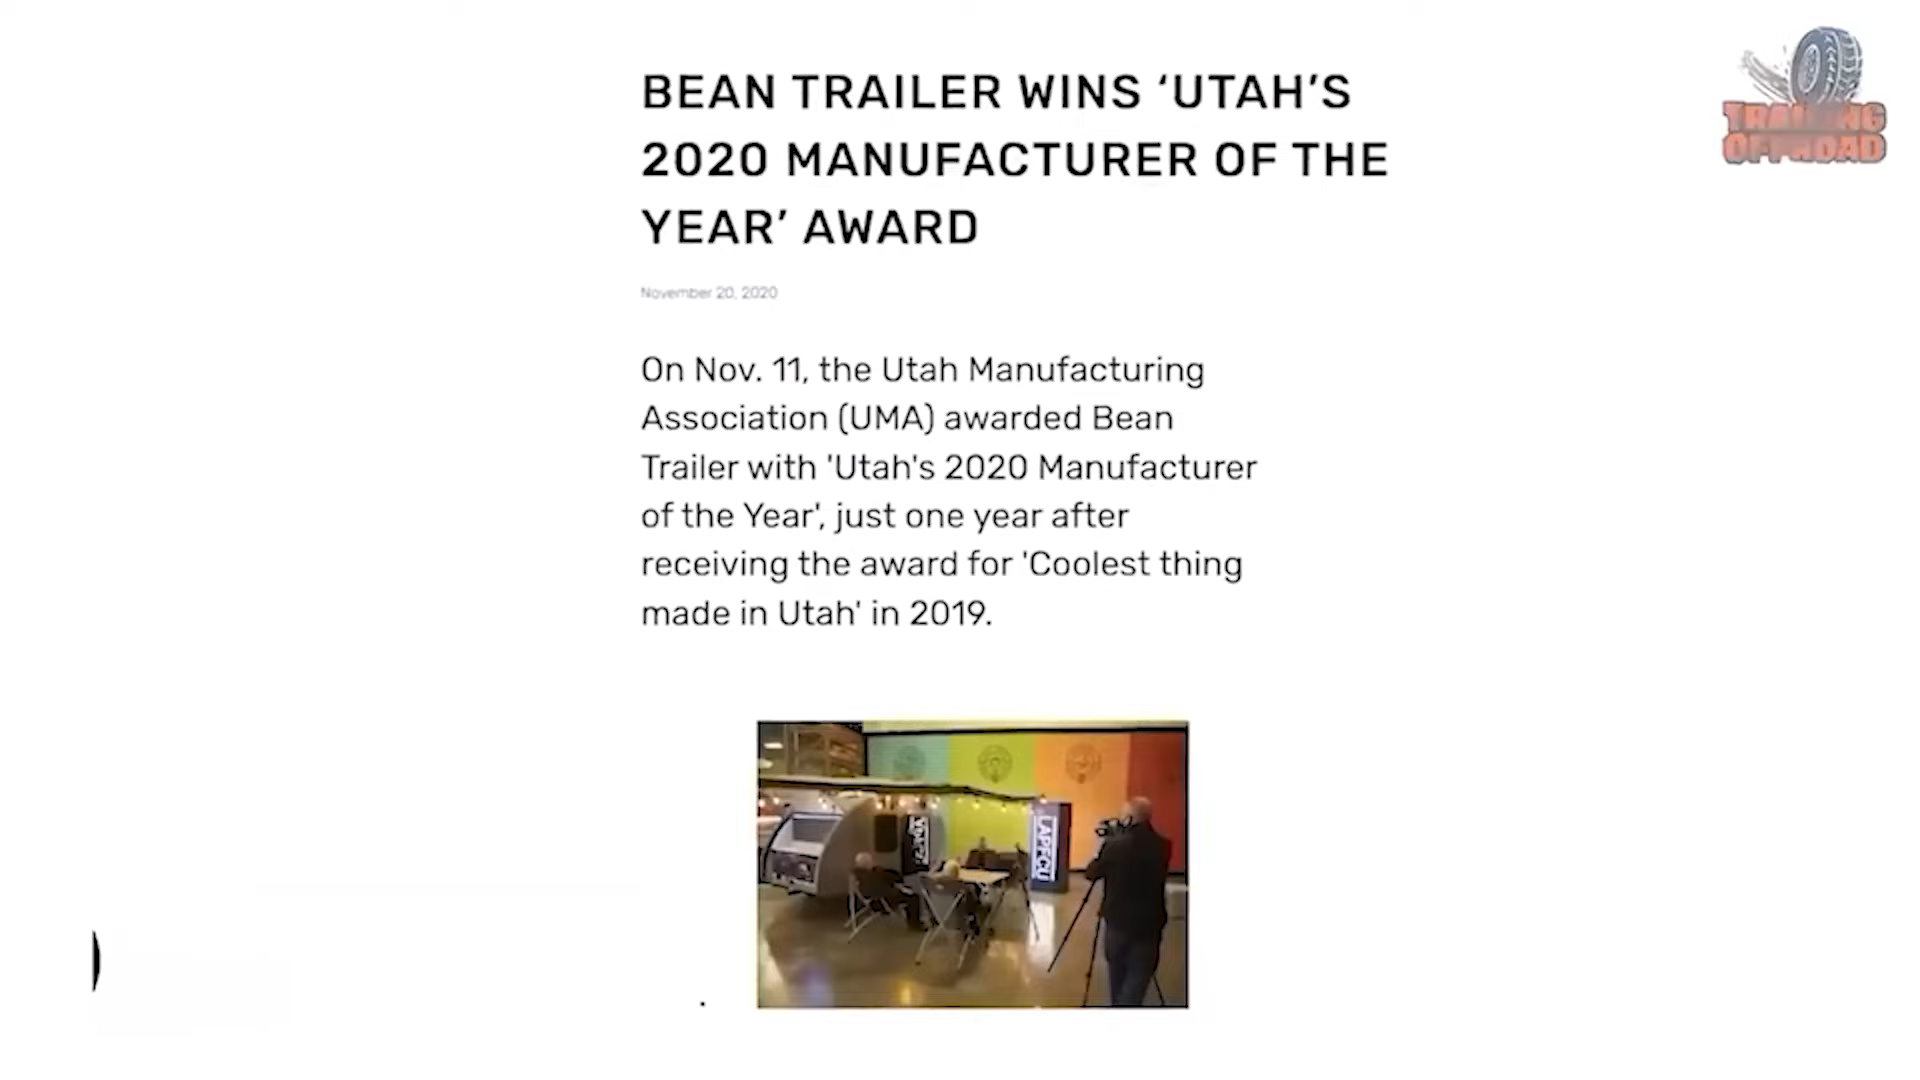 BEAN TRAILER WINS ‘UTAH’S
2020 MANUFACTURER OF THE
YEAR’ AWARD
November 20, 2020
On Nov. 11, the Utah Manufacturing
Association (UMA) awarded Bean
Trailer with 'Utah's 2020 Manufacturer
of the Year', just one year after
receiving the award for 'Coolest thing
made in Utah' in 2019.
OFFROAD